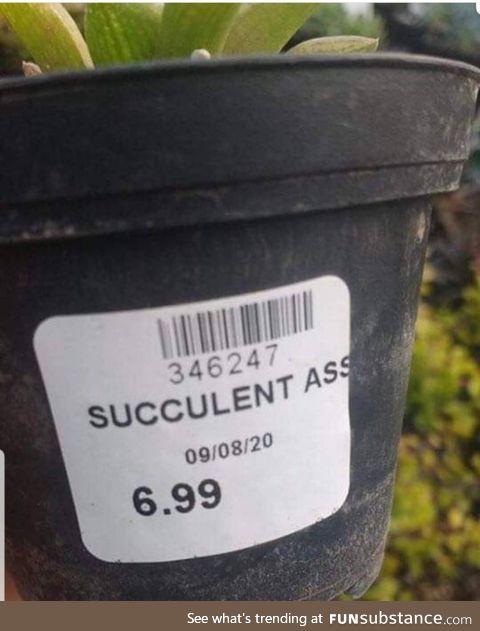 346247
SUCCULENT ASS
09/08/20
6.99
See what's trending at FUNsubstance.com